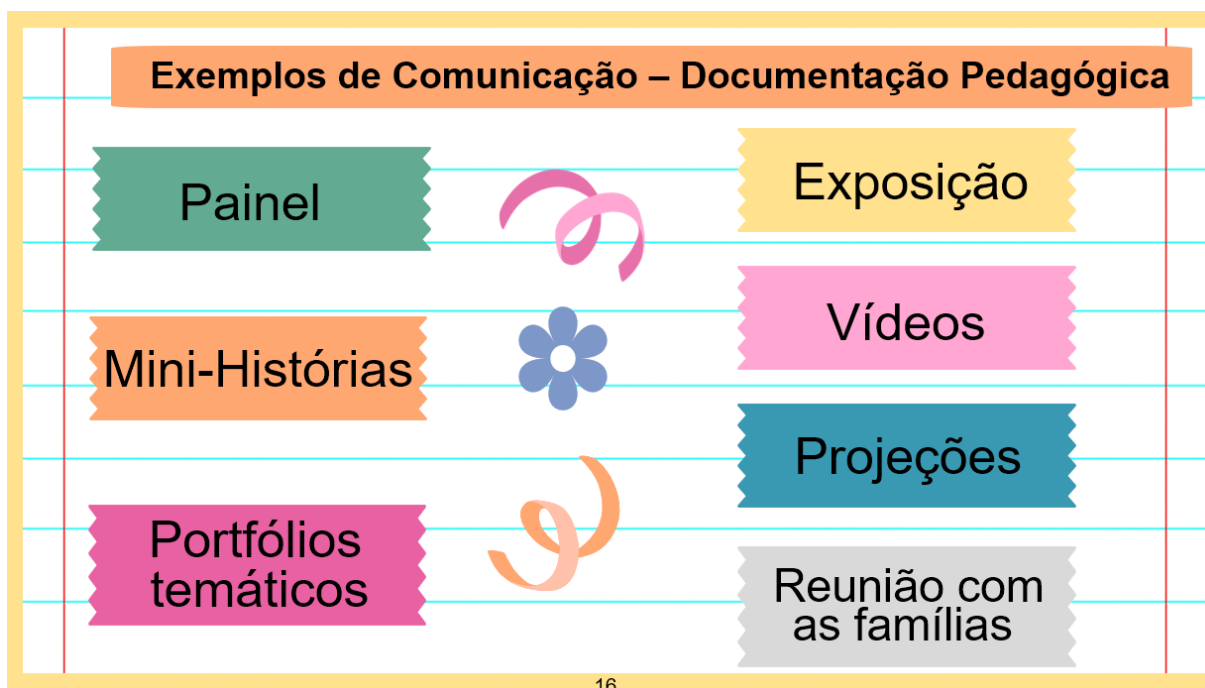 Exemplos de Comunicação – Documentação Pedagógica
Painel
Mini-Histórias
Portfólios
temáticos
Exposição
Vídeos
Projeções
Reunião com
as famílias
16